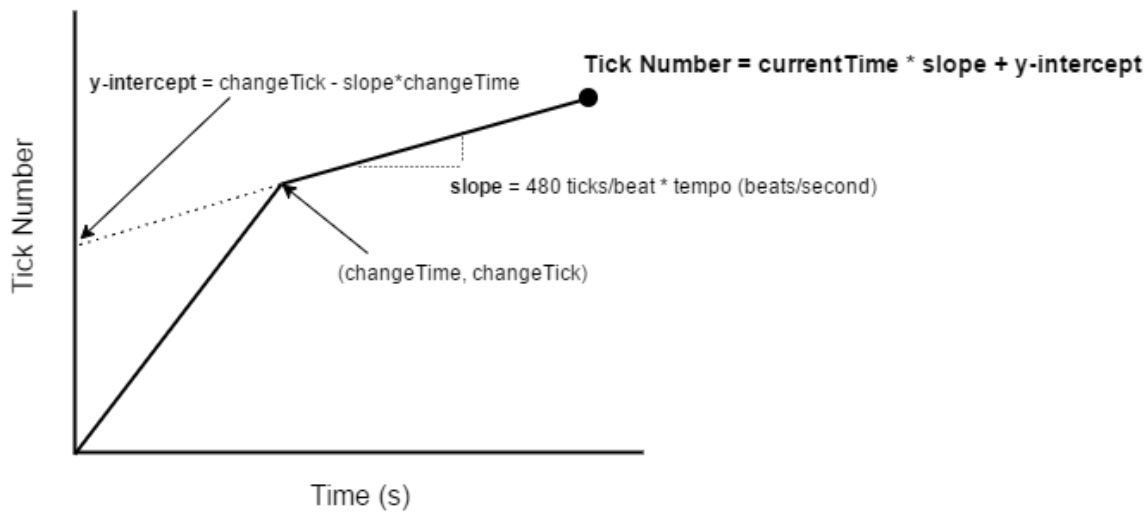 Tick Number = currentTime * slope + y-intercept
y-intercept = changeTick - slope*changeTime
slope = 480 ticks/beat * tempo (beats/second)
(changeTime, changeTick)
Tick Number
Time (s)